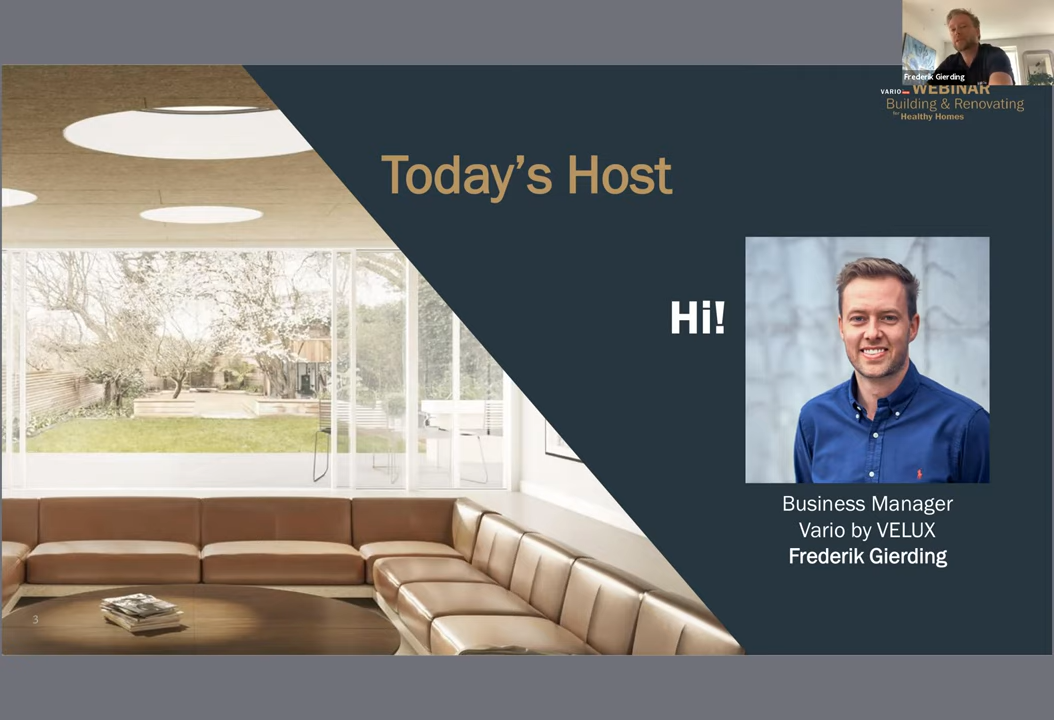 Frederik Gierding
VARIO WEBINAR
Building & Renovating
for Healthy Homes
Today's Host
Hi!
Business Manager
Vario by VELUX
Frederik Gierding
3